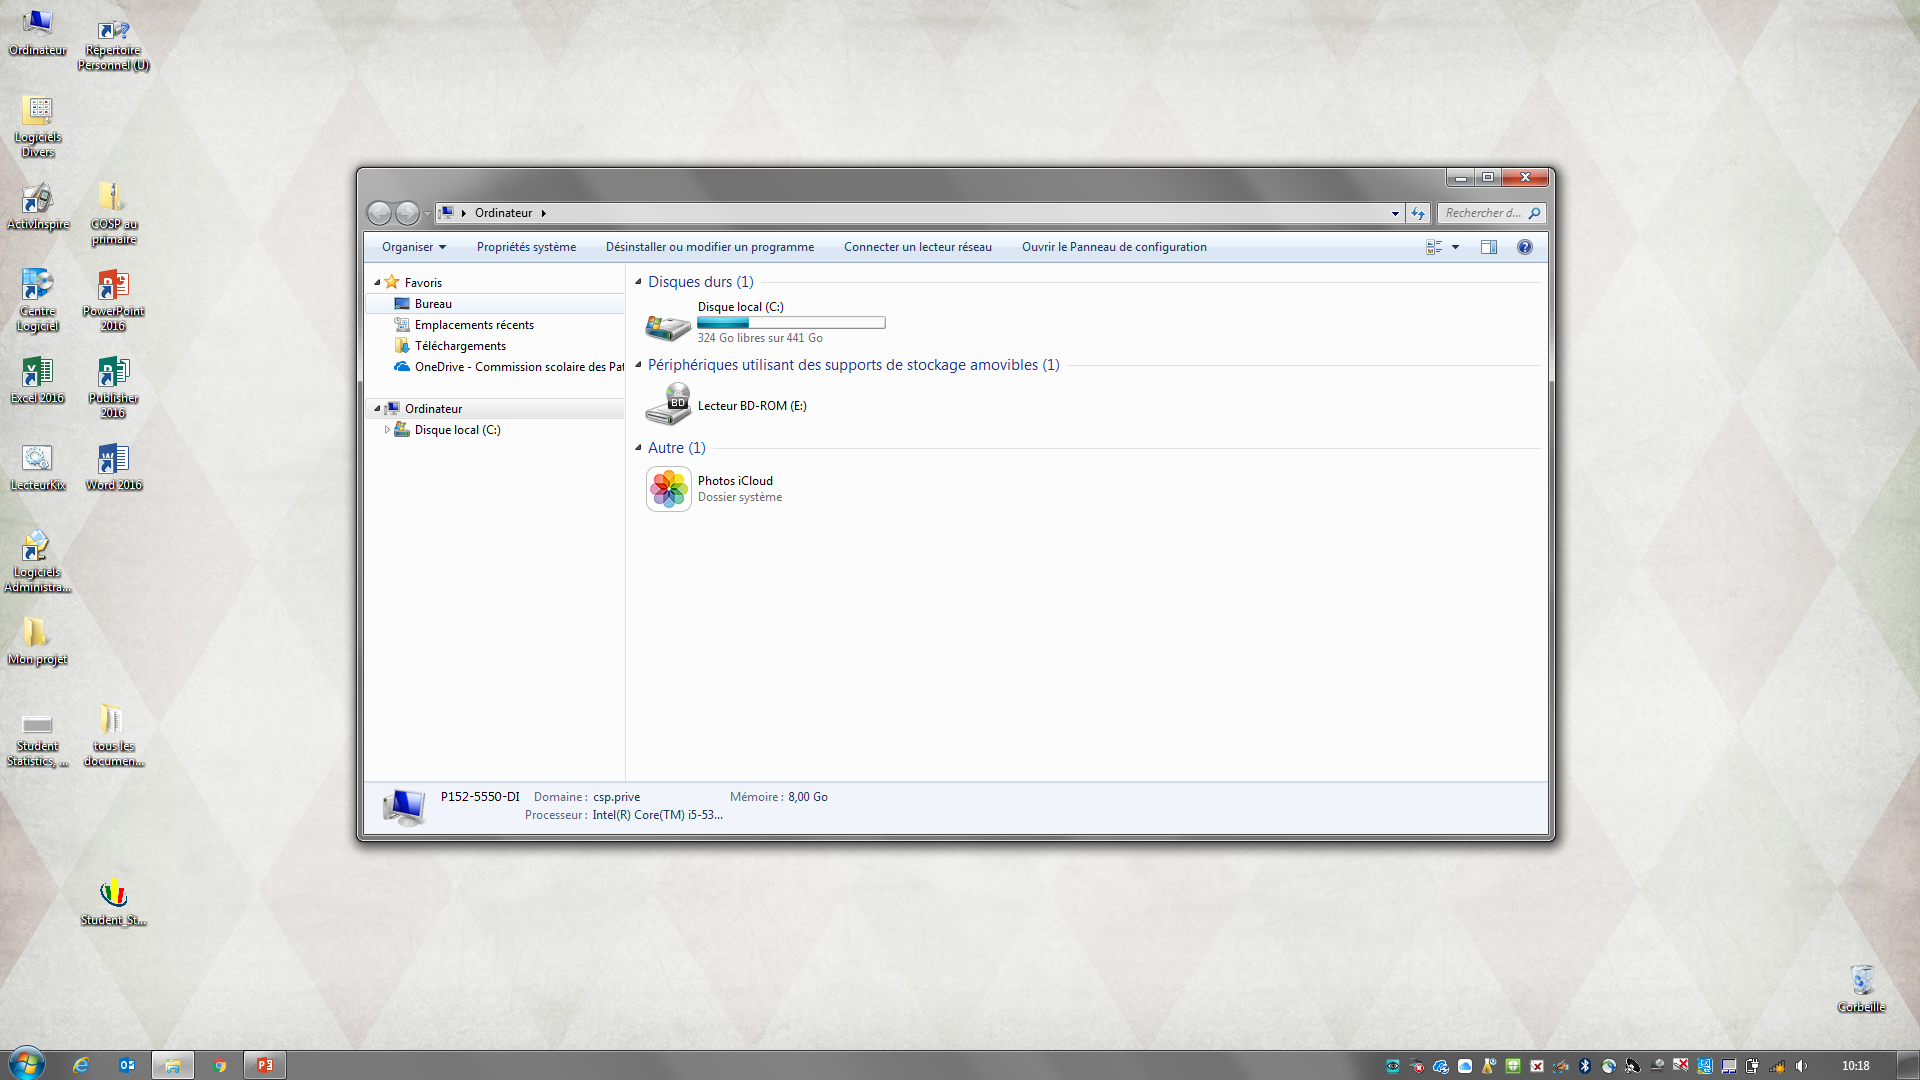 Ordinateur
Répertoire
Personnel (U)
Logiciels
Divers
ActivInspire
COSP au
primaire
Centre
Logiciel
PowerPoint
2016
Excel 2016
Publisher
2016
LecteurKix
Word 2016
Logiciels
Administra...
Mon projet
Student
Statistics, ...
tous les
documen...
Student_St...
Corbeille
Ordinateur
Rechercher d...
Organiser
Propriétés système
Désinstaller ou modifier un programme
Connecter un lecteur réseau
Ouvrir le Panneau de configuration
Favoris
Bureau
Emplacements récents
Téléchargements
OneDrive - Commission scolaire des Pat
Ordinateur
Disque local (C:)
Disques durs (1)
Disque local (C:)
324 Go libres sur 441 Go
Périphériques utilisant des supports de stockage amovibles (1)
BD
Lecteur BD-ROM (E:)
Autre (1)
Photos iCloud
Dossier système
P152-5550-DI Domaine : csp.prive Mémoire : 8,00 Go
Processeur : Intel(R) Core(TM) i5-53...
10:18